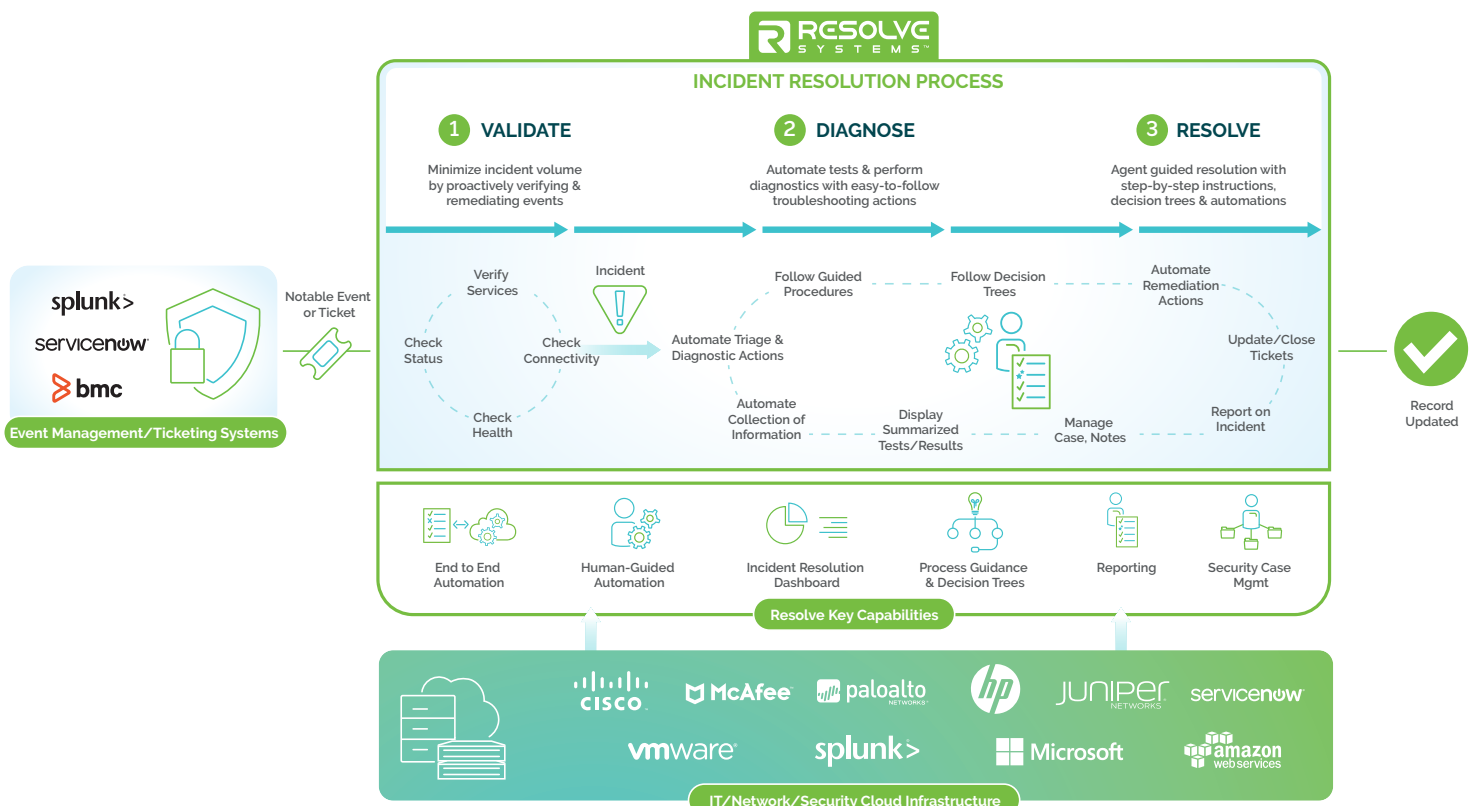 RESOLVE
SYSTEMS™
INCIDENT RESOLUTION PROCESS
1 VALIDATE
Minimize incident volume
by proactively verifying &
remediating events
2 DIAGNOSE
Automate tests & perform
diagnostics with easy-to-follow
troubleshooting actions
3 RESOLVE
Agent guided resolution with
step-by-step instructions,
decision trees & automations
splunk>
servicenow
bmc
Event Management/Ticketing Systems
Notable Event
or Ticket
Verify
Services
Check
Status
Check
Connectivity
Check
Health
Incident
Automate Triage &
Diagnostic Actions
Follow Guided
Procedures
Follow Decision
Trees
Automate
Remediation
Actions
Update/Close
Tickets
Automate
Collection of
Information
Display
Summarized
Tests/Results
Manage
Case, Notes
Report on
Incident
Record
Updated
End to End
Automation
Human-Guided
Automation
Incident Resolution
Dashboard
Process Guidance
& Decision Trees
Reporting
Security Case
Mgmt
Resolve Key Capabilities
CISCO
McAfee
paloalto
NETWORKS
hp
JUNIPER
NETWORKS
servicenow
vmware
splunk>
Microsoft
amazon
web services
IT/Network/Security Cloud Infrastructure